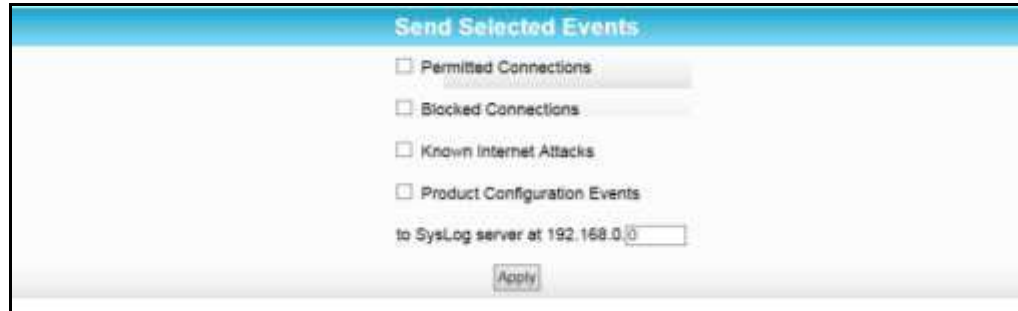 Send Selected Events
Permitted Connections
Blocked Connections
Known Internet Attacks
Product Configuration Events
to SysLog server at 192.168.0.0
Apply